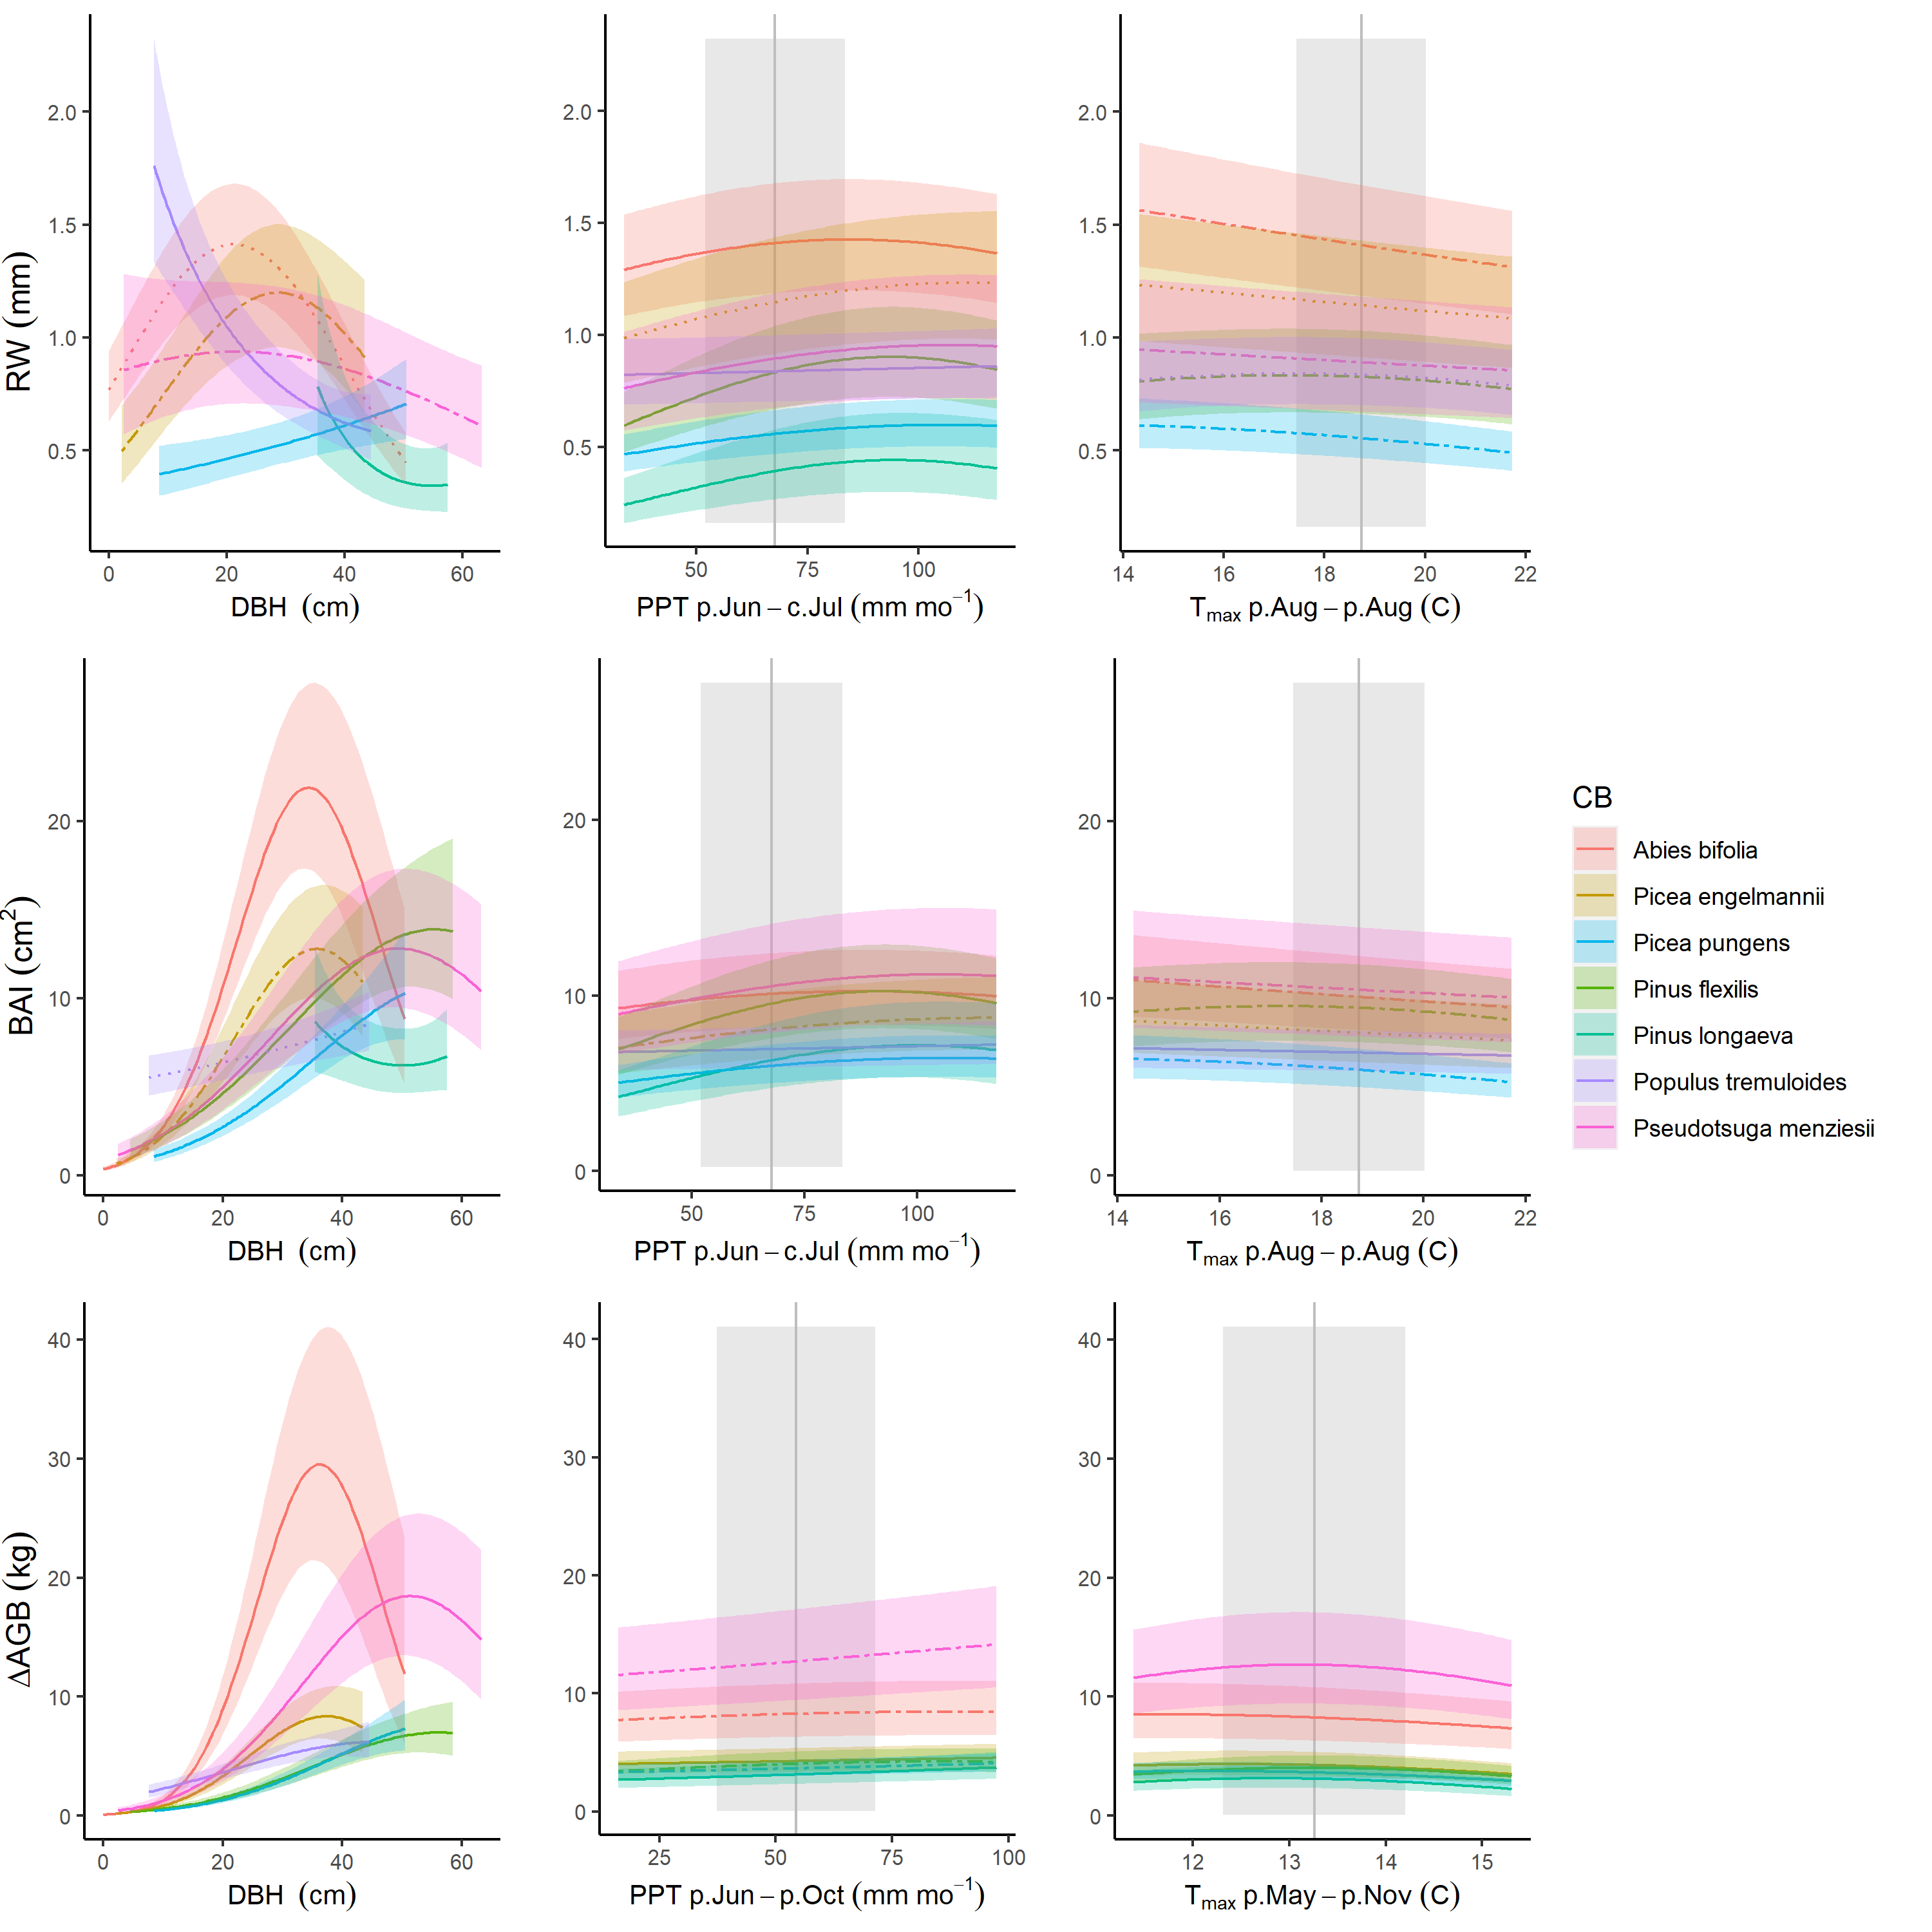 RW (mm)
2.0
1.5
1.0
0.5
0 20 40 60
DBH (cm)
2.0
1.5
1.0
0.5
50 75 100
PPT p.Jun – c.Jul (mm mo⁻¹)
2.0
1.5
1.0
0.5
14 16 18 20 22
Tmax p.Aug – p.Aug (C)
BAI (cm²)
20
10
0
0 20 40 60
DBH (cm)
20
10
0
50 75 100
PPT p.Jun – c.Jul (mm mo⁻¹)
20
10
0
14 16 18 20 22
Tmax p.Aug – p.Aug (C)
CB
Abies bifolia
Picea engelmannii
Picea pungens
Pinus flexilis
Pinus longaeva
Populus tremuloides
Pseudotsuga menziesii
ΔAGB (kg)
40
30
20
10
0
0 20 40 60
DBH (cm)
40
30
20
10
0
25 50 75 100
PPT p.Jun – p.Oct (mm mo⁻¹)
40
30
20
10
0
12 13 14 15
Tmax p.May – p.Nov (C)